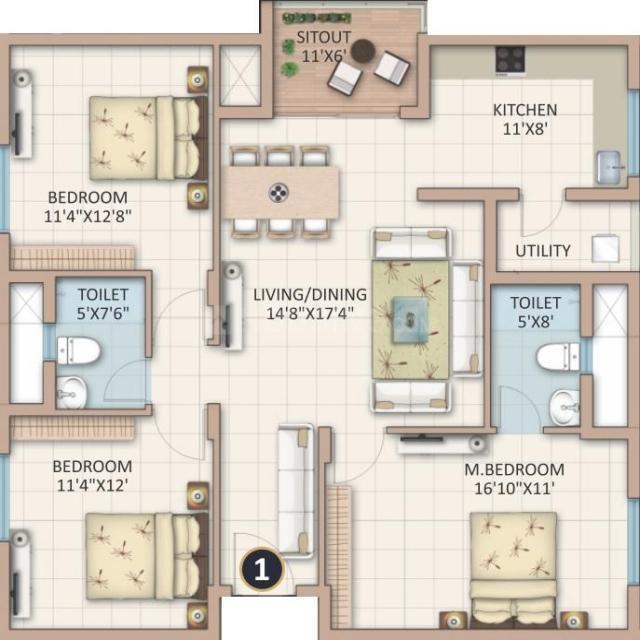 SITOUT
11'X6'
KITCHEN
11'X8'
BEDROOM
11'4"X12'8"
UTILITY
TOILET
5'X7'6"
LIVING/DINING
14'8"X17'4"
TOILET
5'X8'
BEDROOM
11'4"X12'
M.BEDROOM
16'10"X11'
1